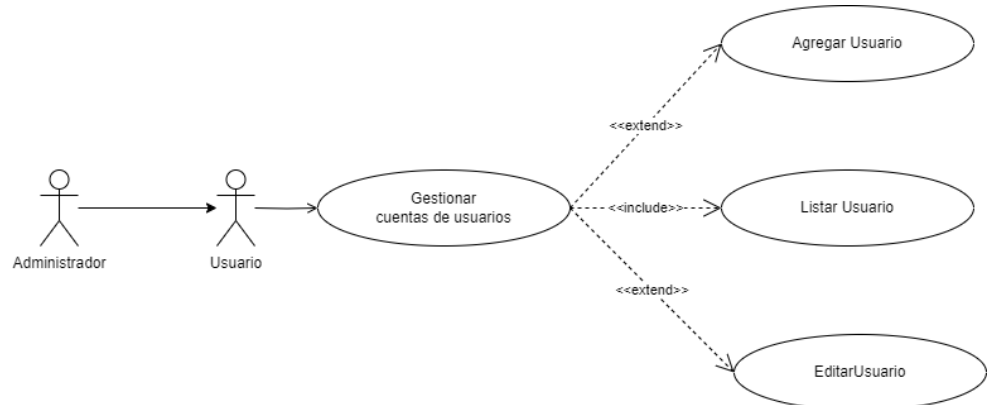 Agregar Usuario
<<extend>>
Gestionar
cuentas de usuarios
<<include>>
Listar Usuario
Administrador
Usuario
<<extend>>
EditarUsuario